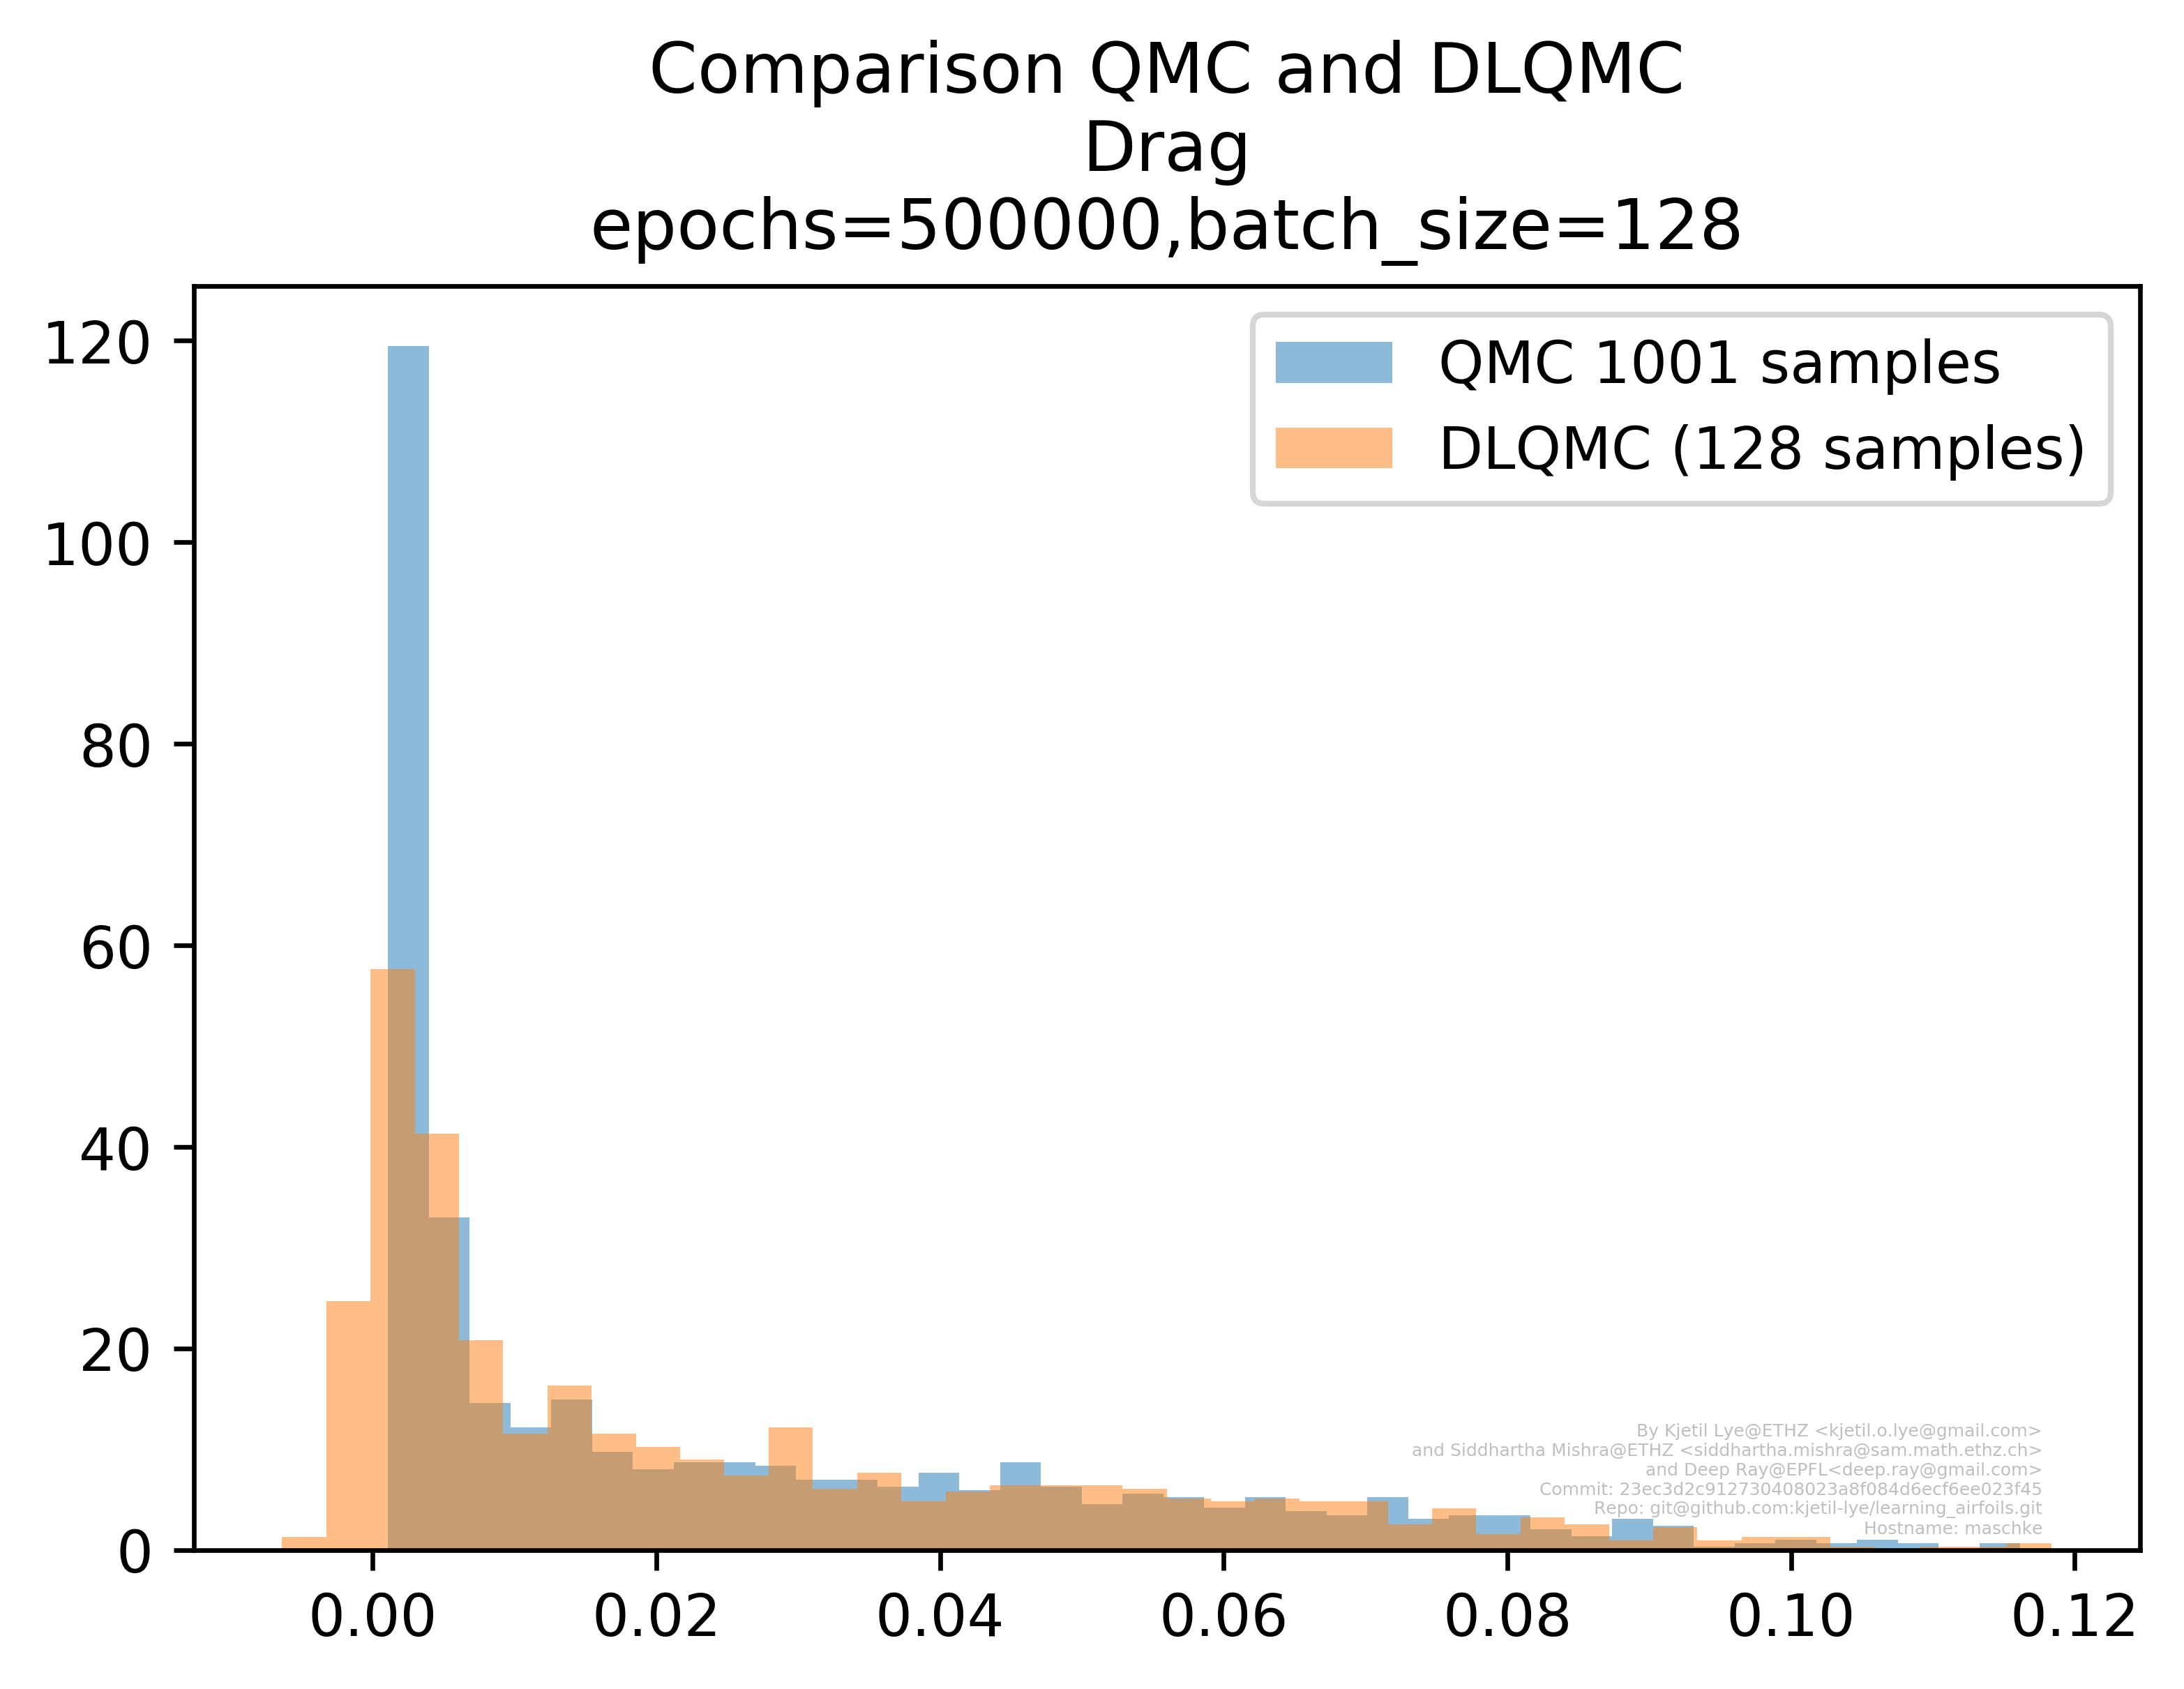 Comparison QMC and DLQMC
Drag
epochs=500000,batch_size=128
QMC 1001 samples
DLQMC (128 samples)
120
100
80
60
40
20
0
By Kjetil Lye@ETHZ <kjetil.o.lye@gmail.com>
and Siddhartha Mishra@ETHZ <siddhartha.mishra@sam.math.ethz.ch>
and Deep Ray@EPFL<deep.ray@gmail.com>
Commit: 23ec3d2c912730408023a8f084d6ecf6ee023f45
Repo: git@github.com:kjetil-lye/learning_airfoils.git
Hostname: maschke
0.00 0.02 0.04 0.06 0.08 0.10 0.12